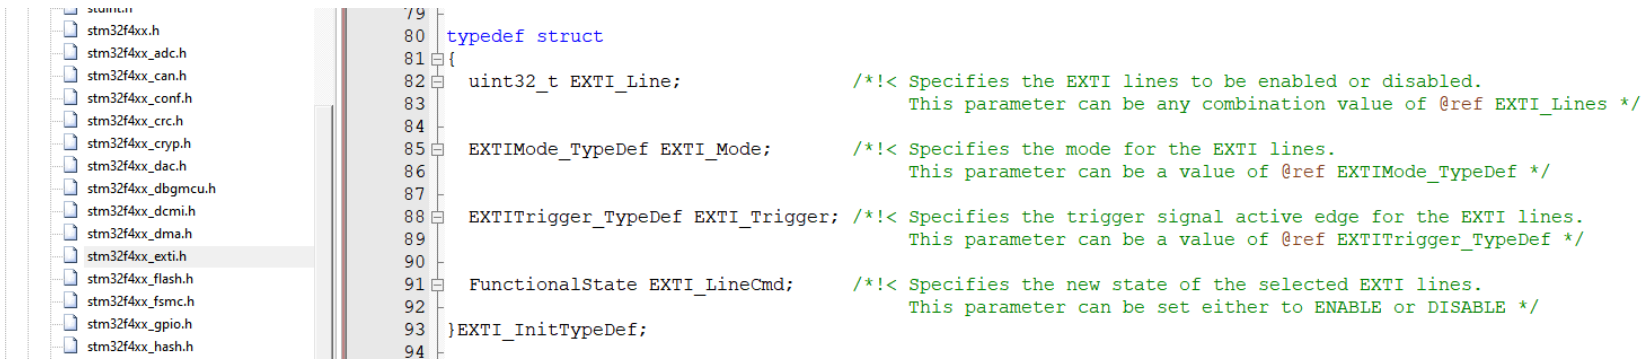 stm32f4xx.h
stm32f4xx_adc.h
stm32f4xx_can.h
stm32f4xx_conf.h
stm32f4xx_crc.h
stm32f4xx_cryp.h
stm32f4xx_dac.h
stm32f4xx_dbgmcu.h
stm32f4xx_dcmi.h
stm32f4xx_dma.h
stm32f4xx_exti.h
stm32f4xx_flash.h
stm32f4xx_fsmc.h
stm32f4xx_gpio.h
stm32f4xx_hash.h
79
80 typedef struct
81 {
82 uint32_t EXTI_Line; /*!< Specifies the EXTI lines to be enabled or disabled.
83 This parameter can be any combination value of @ref EXTI_Lines */
84
85 EXTIMode_TypeDef EXTI_Mode; /*!< Specifies the mode for the EXTI lines.
86 This parameter can be a value of @ref EXTIMode_TypeDef */
87
88 EXTITrigger_TypeDef EXTI_Trigger; /*!< Specifies the trigger signal active edge for the EXTI lines.
89 This parameter can be a value of @ref EXTITrigger_TypeDef */
90
91 FunctionalState EXTI_LineCmd; /*!< Specifies the new state of the selected EXTI lines.
92 This parameter can be set either to ENABLE or DISABLE */
93 }EXTI_InitTypeDef;
94